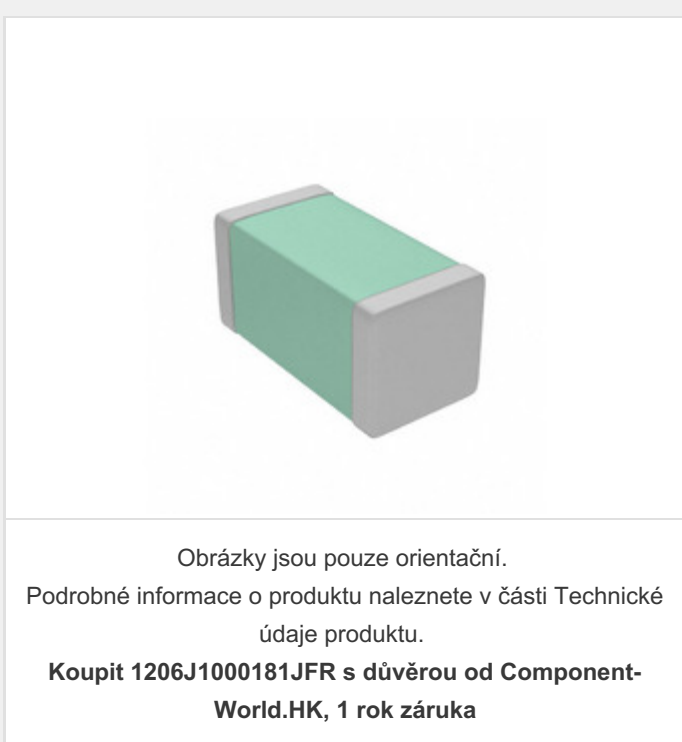 Obrázky jsou pouze orientační.
Podrobné informace o produktu naleznete v části Technické
údaje produktu.
Koupit 1206J1000181JFR s důvěrou od Component-
World.HK, 1 rok záruka